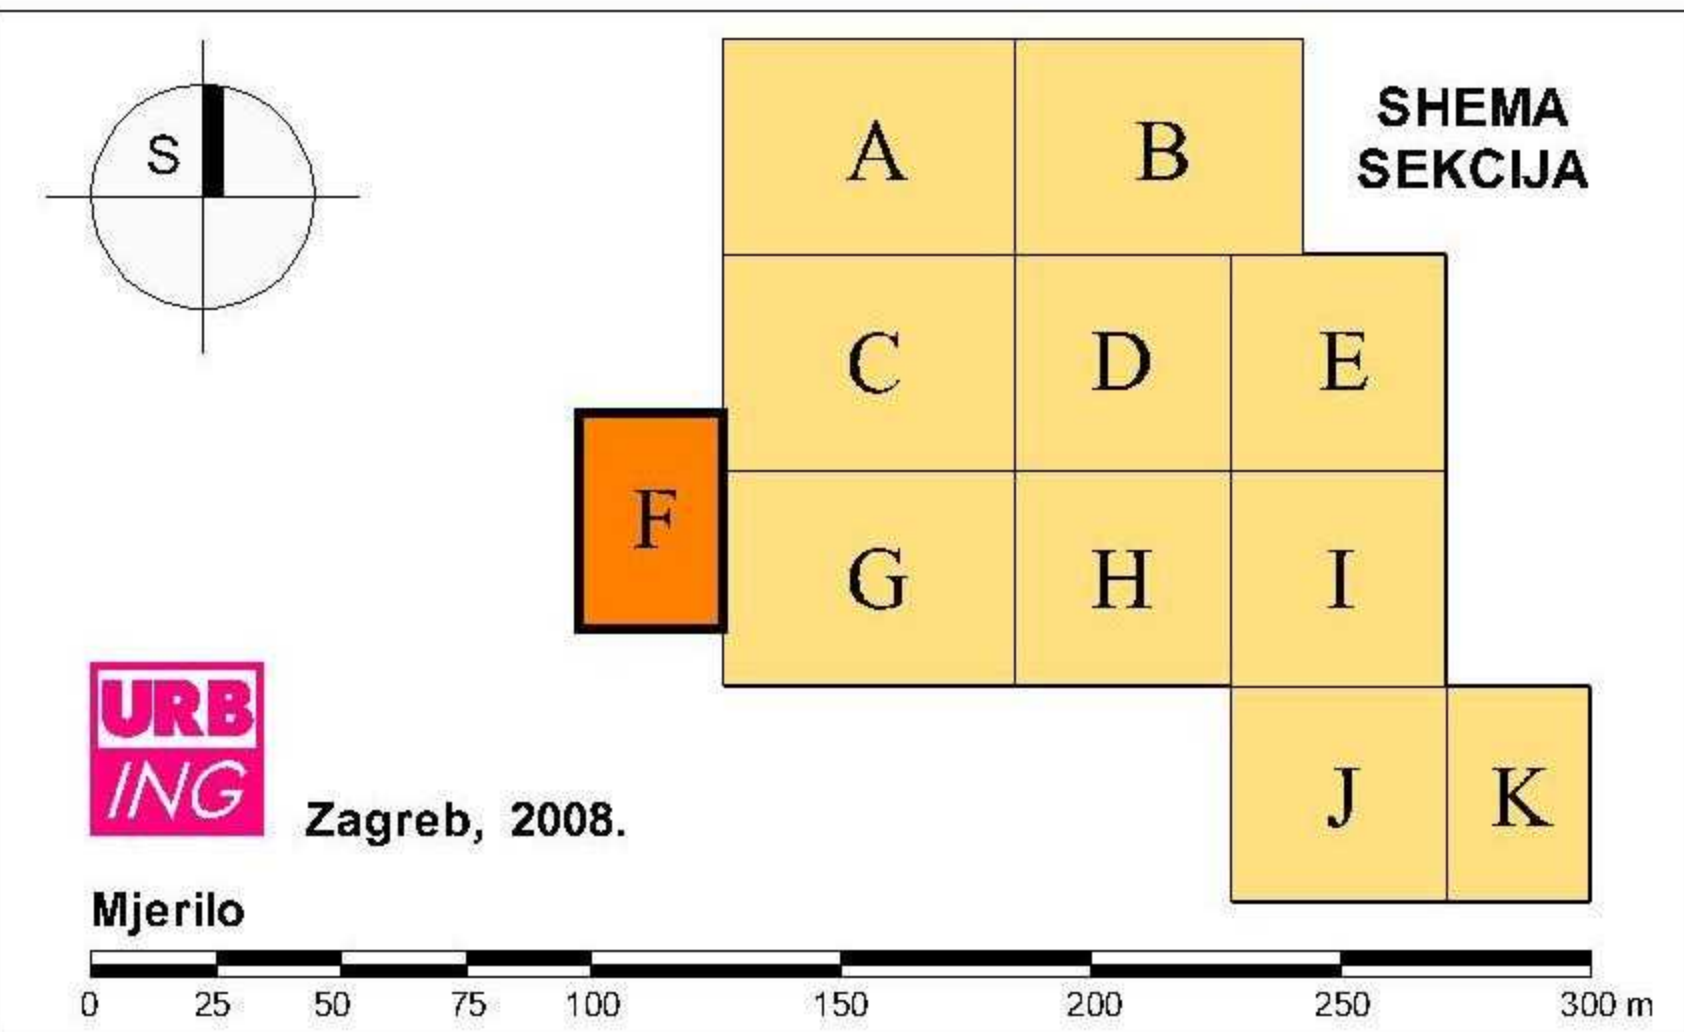 S
A B
SHEMA
SEKCIJA
C D E
F
G H I
J K
URB
ING
Zagreb, 2008.
Mjerilo
0 25 50 75 100 150 200 250 300 m